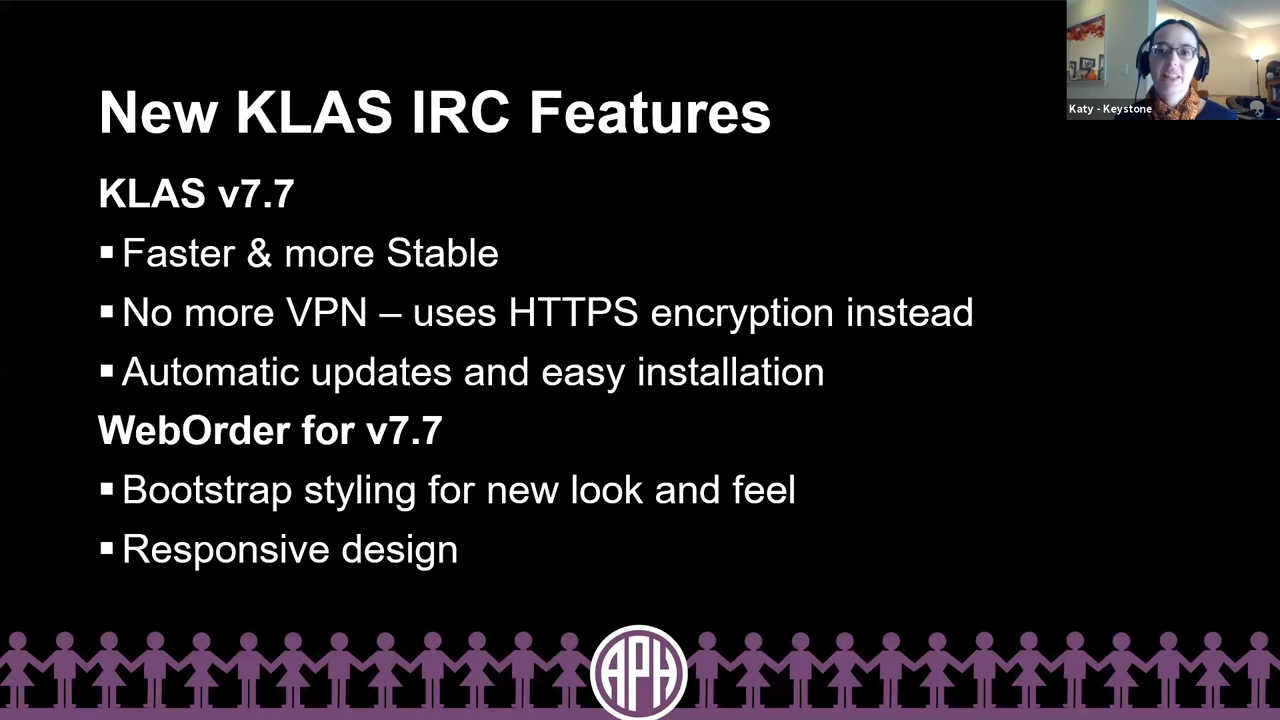 New KLAS IRC Features
KLAS v7.7
▪ Faster & more Stable
▪ No more VPN – uses HTTPS encryption instead
▪ Automatic updates and easy installation
WebOrder for v7.7
▪ Bootstrap styling for new look and feel
▪ Responsive design
Katy - Keystone
APH